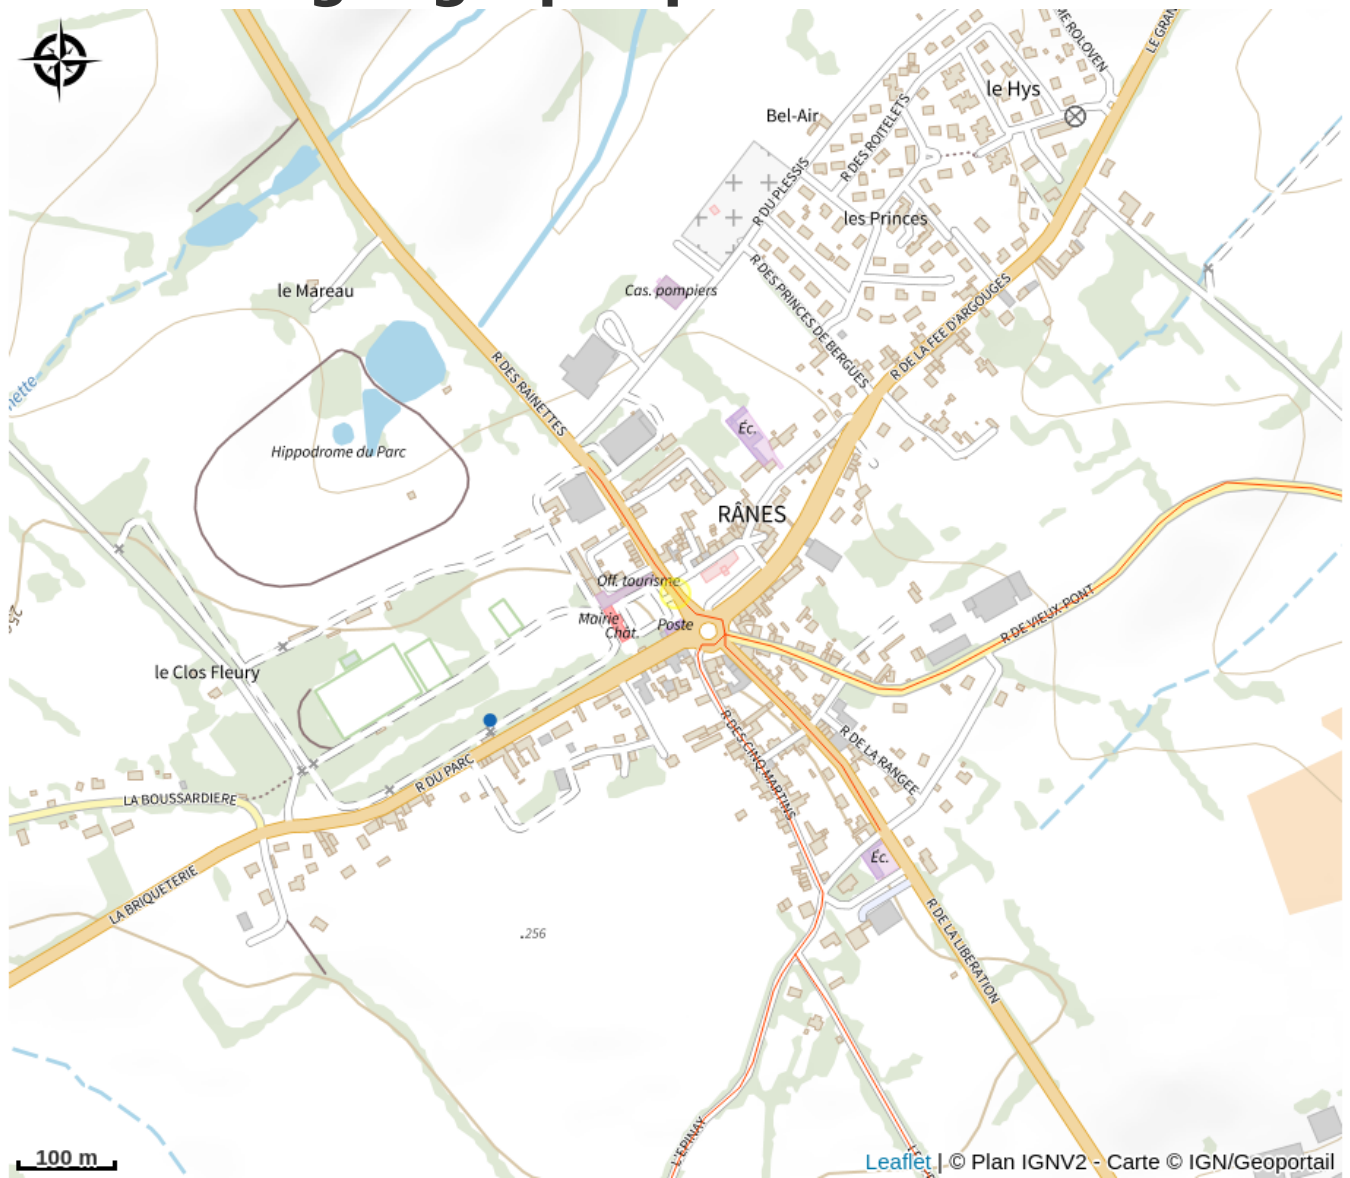 LE GRAN
ROLOVEN
le Hys
Bel-Air
R DES ROITELETS
R DU PLESSIS
les Princes
R DES PRINCES DE BERGUES
Cas. pompiers
le Mareau
R DE LA FEE D'ARGOUGES
R DES RAINETTES
nette
Éc.
Hippodrome du Parc
RÂNES
Off. tourisme
Mairie
Chât.
Poste
R DE VIEUX-PONT
le Clos Fleury
R DES CINQ MARTINS
R DE LA RANGEE
R DU PARC
LA BOUSSARDIERE
Éc.
LA BRIQUETERIE
.256
R DE LA LIBERATION
L'EPINAY
100 m
Leaflet | © Plan IGNV2 - Carte © IGN/Geoportail